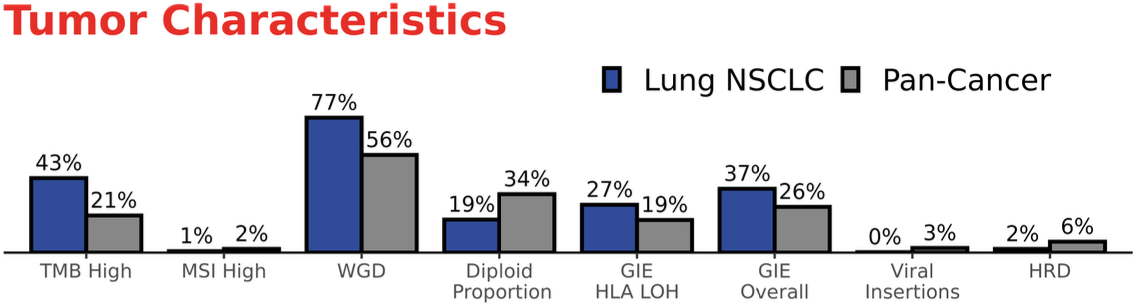 Tumor Characteristics
Lung NSCLC Pan-Cancer
43% 21% 1% 2% 77% 56% 19% 34% 27% 19% 37% 26% 0% 3% 2% 6%
TMB High MSI High WGD Diploid GIE GIE Viral HRD
Proportion HLA LOH Overall Insertions